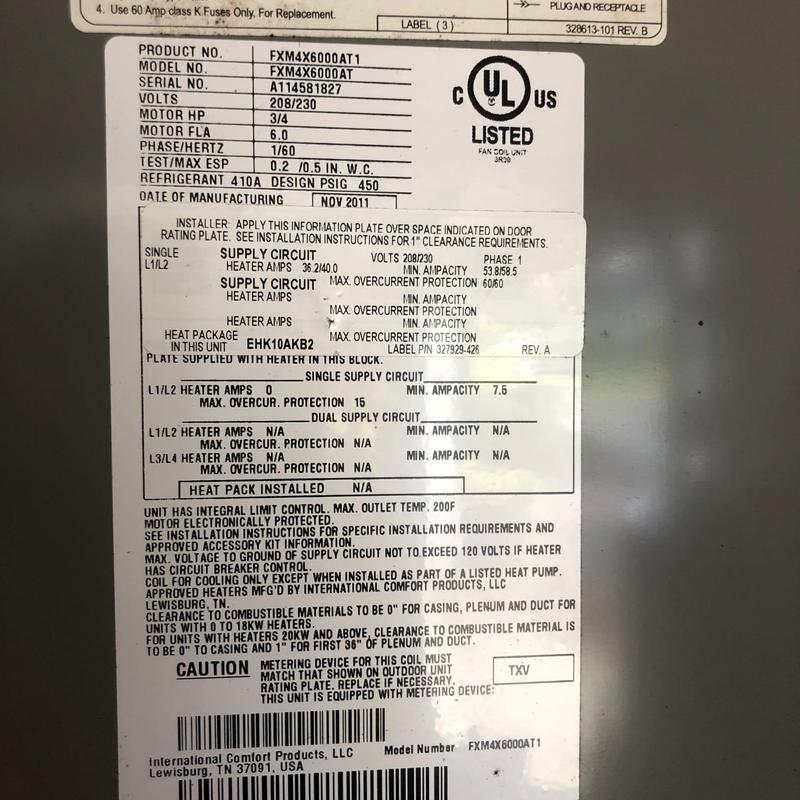 4. Use 60 Amp class K Fuses Only, For Replacement.
PLUG AND RECEPTACLE
LABEL (3)
328613-101 REV. B
PRODUCT NO. FXM4X6000AT1
MODEL NO. FXM4X6000AT
SERIAL NO. A114581827
VOLTS 208/230
MOTOR HP 3/4
MOTOR FLA 6.0
PHASE/HERTZ 1/60
TEST/MAX ESP 0.2 /0.5 IN. W.C.
REFRIGERANT 410A DESIGN PSIG 450
DATE OF MANUFACTURING NOV 2011
C UL US
LISTED
FAN COIL UNIT
INSTALLER: APPLY THIS INFORMATION PLATE OVER SPACE INDICATED ON DOOR
RATING PLATE. SEE INSTALLATION INSTRUCTIONS FOR 1" CLEARANCE REQUIREMENTS.
SINGLE SUPPLY CIRCUIT VOLTS 208/230 PHASE 1
L1/L2 HEATER AMPS 36.2/40.0 MIN. AMPACITY 53.8/58.5
SUPPLY CIRCUIT MAX. OVERCURRENT PROTECTION 60/60
HEATER AMPS MIN. AMPACITY
MAX. OVERCURRENT PROTECTION
HEATER AMPS MIN. AMPACITY
HEAT PACKAGE MAX. OVERCURRENT PROTECTION
IN THIS UNIT EHK10AKB2 LABEL P/N 327929-426 REV. A
PLATE SUPPLIED WITH HEATER IN THIS BLOCK.
SINGLE SUPPLY CIRCUIT
L1/L2 HEATER AMPS 0 MIN. AMPACITY 7.5
MAX. OVERCUR. PROTECTION 15
DUAL SUPPLY CIRCUIT
L1/L2 HEATER AMPS N/A MIN. AMPACITY N/A
MAX. OVERCUR. PROTECTION N/A
L3/L4 HEATER AMPS N/A MIN. AMPACITY N/A
MAX. OVERCUR. PROTECTION N/A
HEAT PACK INSTALLED N/A
UNIT HAS INTEGRAL LIMIT CONTROL. MAX. OUTLET TEMP. 200F
MOTOR ELECTRONICALLY PROTECTED.
SEE INSTALLATION INSTRUCTIONS FOR SPECIFIC INSTALLATION REQUIREMENTS AND
APPROVED ACCESSORY KIT INFORMATION.
MAX. VOLTAGE TO GROUND OF SUPPLY CIRCUIT NOT TO EXCEED 120 VOLTS IF HEATER
HAS CIRCUIT BREAKER CONTROL.
COIL FOR COOLING ONLY EXCEPT WHEN INSTALLED AS PART OF A LISTED HEAT PUMP.
APPROVED HEATERS MFG'D BY INTERNATIONAL COMFORT PRODUCTS, LLC
LEWISBURG, TN.
CLEARANCE TO COMBUSTIBLE MATERIALS TO BE 0" FOR CASING, PLENUM AND DUCT FOR
UNITS WITH 0 TO 18KW HEATERS.
FOR UNITS WITH HEATERS 20KW AND ABOVE, CLEARANCE TO COMBUSTIBLE MATERIAL IS
TO BE 0" TO CASING AND 1" FOR FIRST 36" OF PLENUM AND DUCT.
CAUTION METERING DEVICE FOR THIS COIL MUST
MATCH THAT SHOWN ON OUTDOOR UNIT
RATING PLATE. REPLACE IF NECESSARY.
THIS UNIT IS EQUIPPED WITH METERING DEVICE:
TXV
International Comfort Products, LLC
Lewisburg, TN 37091, USA
Model Number FXM4X6000AT1